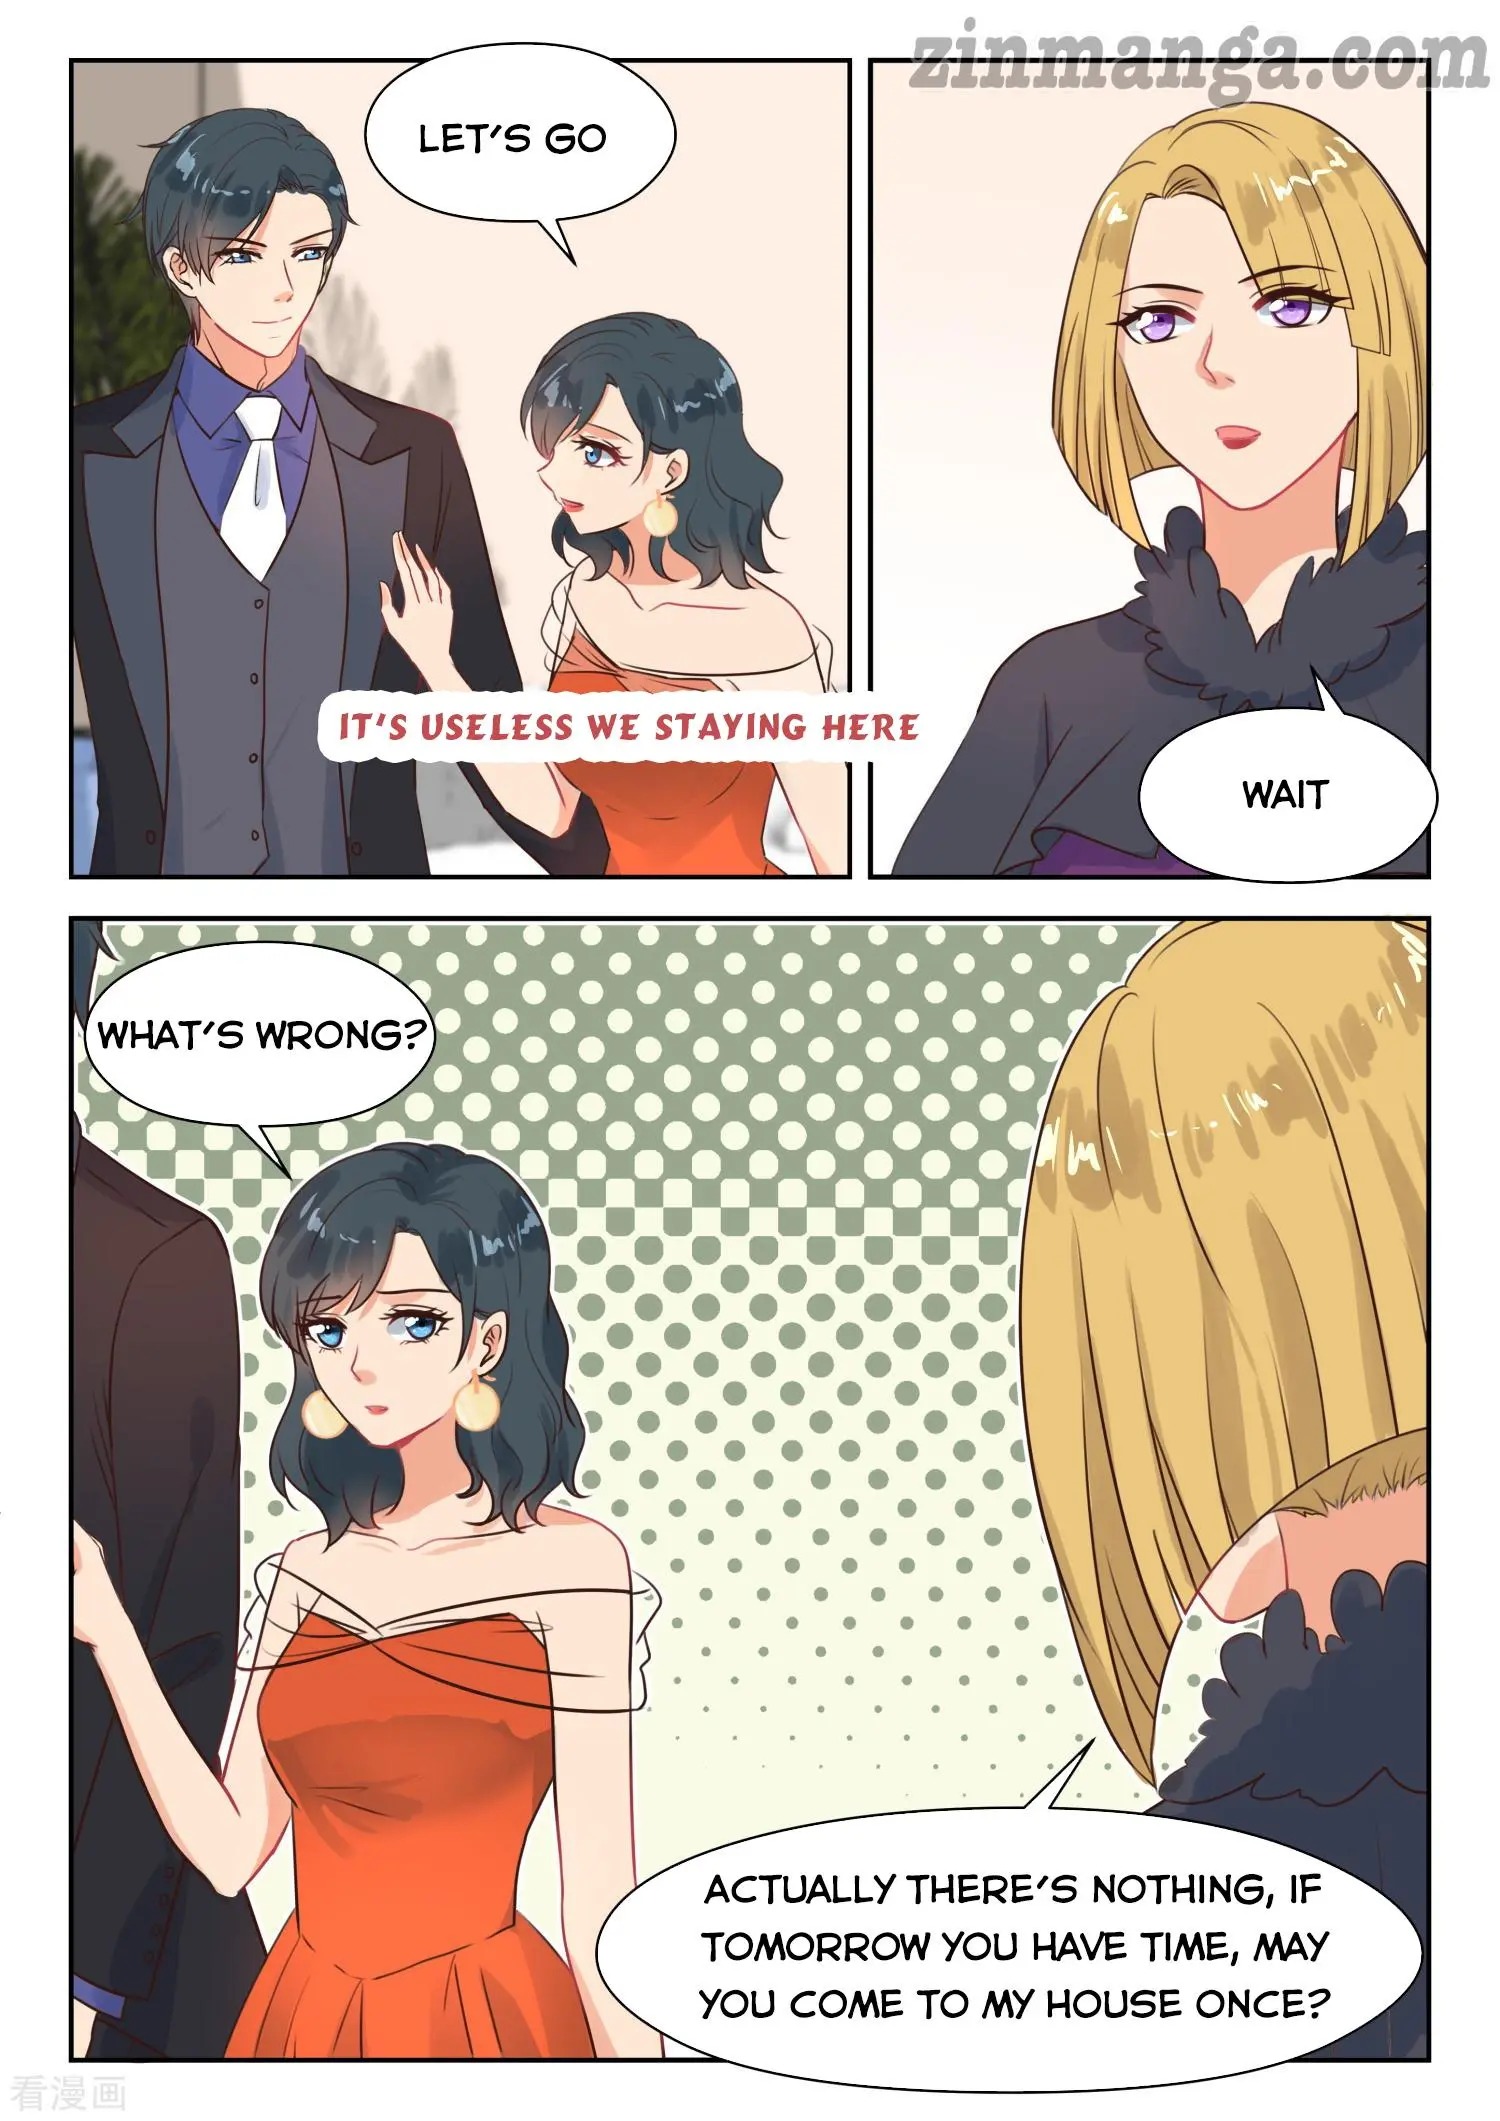 zinmanga.com
LET'S GO
IT'S USELESS WE STAYING HERE
WAIT
WHAT'S WRONG?
ACTUALLY THERE'S NOTHING, IF
TOMORROW YOU HAVE TIME, MAY
YOU COME TO MY HOUSE ONCE?
看漫画